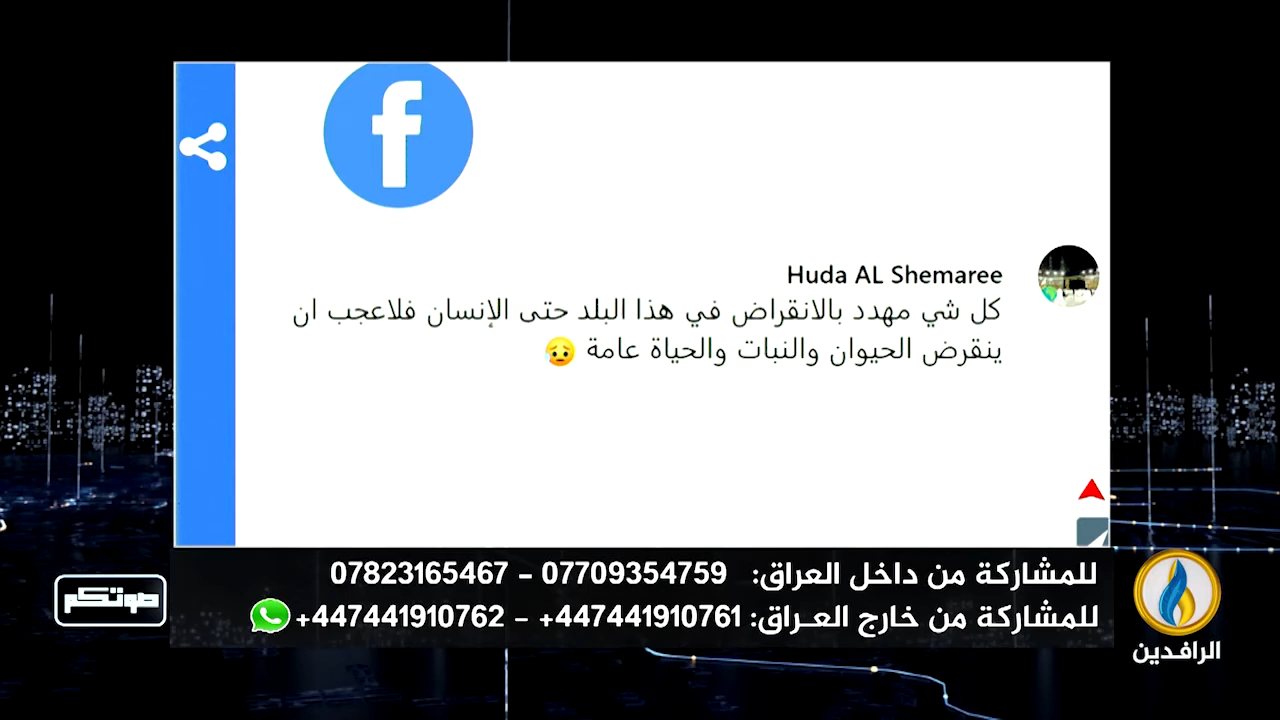 Huda AL Shemaree
كل شي مهدد بالانقراض في هذا البلد حتى الإنسان فلاعجب ان
ينقرض الحيوان والنبات والحياة عامة 😥
للمشاركة من داخل العراق: 07709354759 - 07823165467
للمشاركة من خارج العـراق: 447441910761+ - 447441910762+
صوتكم
الرافدين